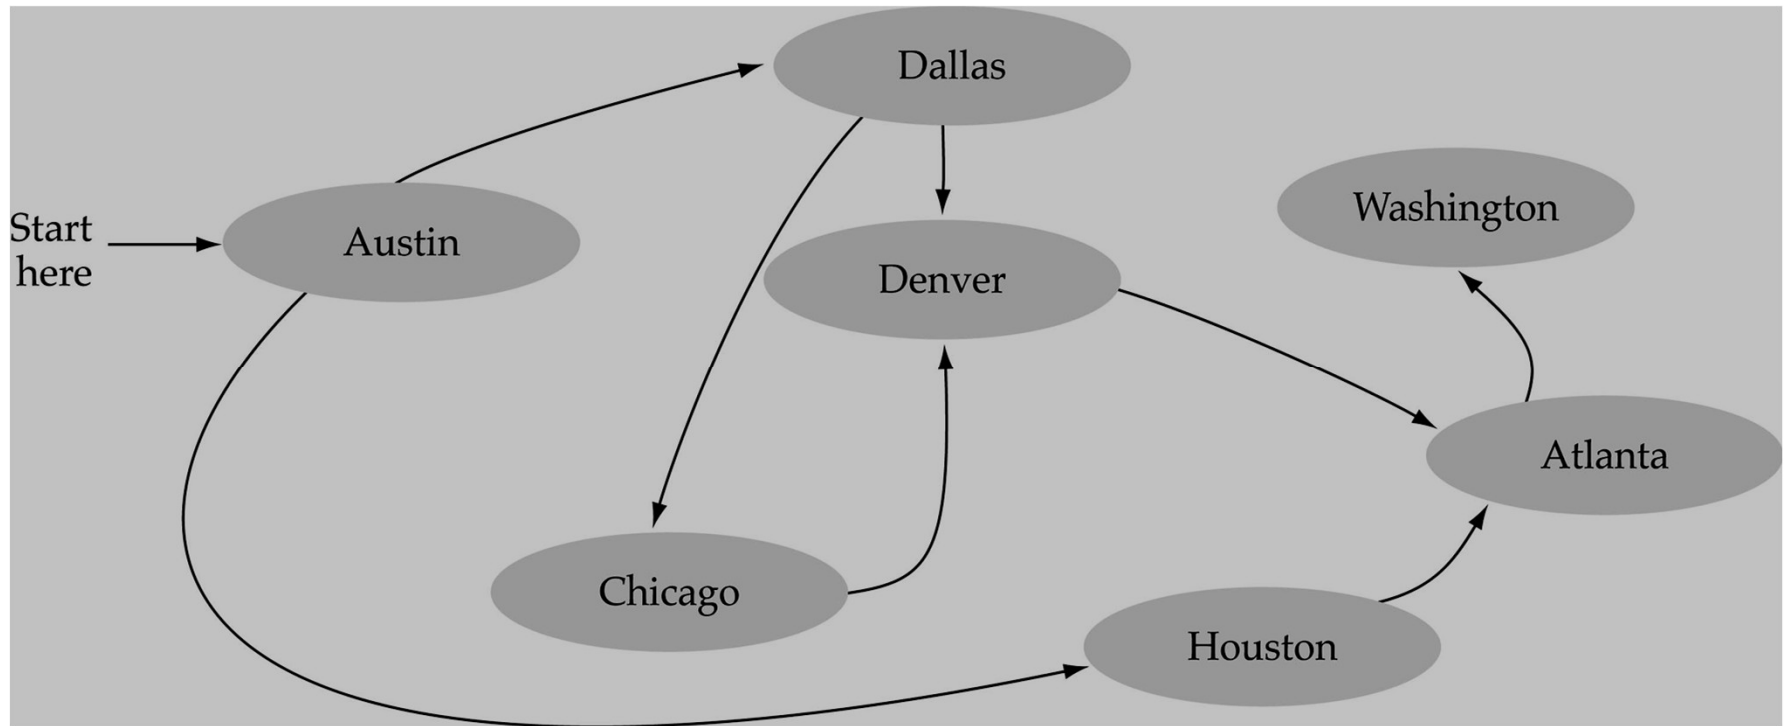 Dallas
Washington
Start
here
Austin
Denver
Atlanta
Chicago
Houston